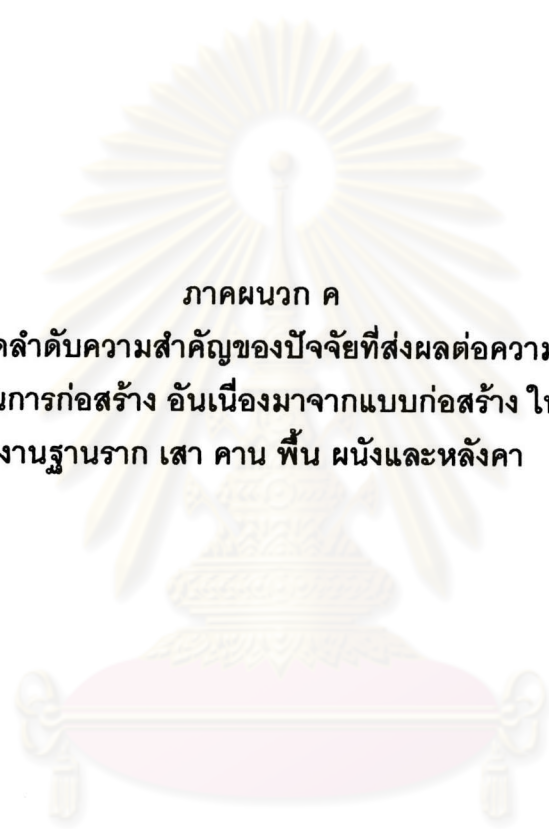 ภาคผนวก ค
ลำดับความสำคัญของปัจจัยที่ส่งผลต่อความ
การก่อสร้าง อันเนื่องมาจากแบบก่อสร้าง
งานฐานราก เสา คาน พื้น ผนังและหลังคา